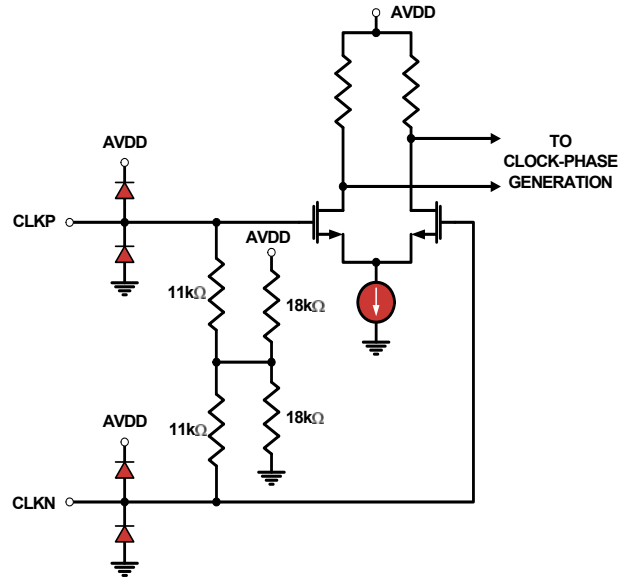 AVDD
TO
CLOCK-PHASE
GENERATION
AVDD
CLKP
AVDD
11kΩ
18kΩ
11kΩ
18kΩ
AVDD
CLKN